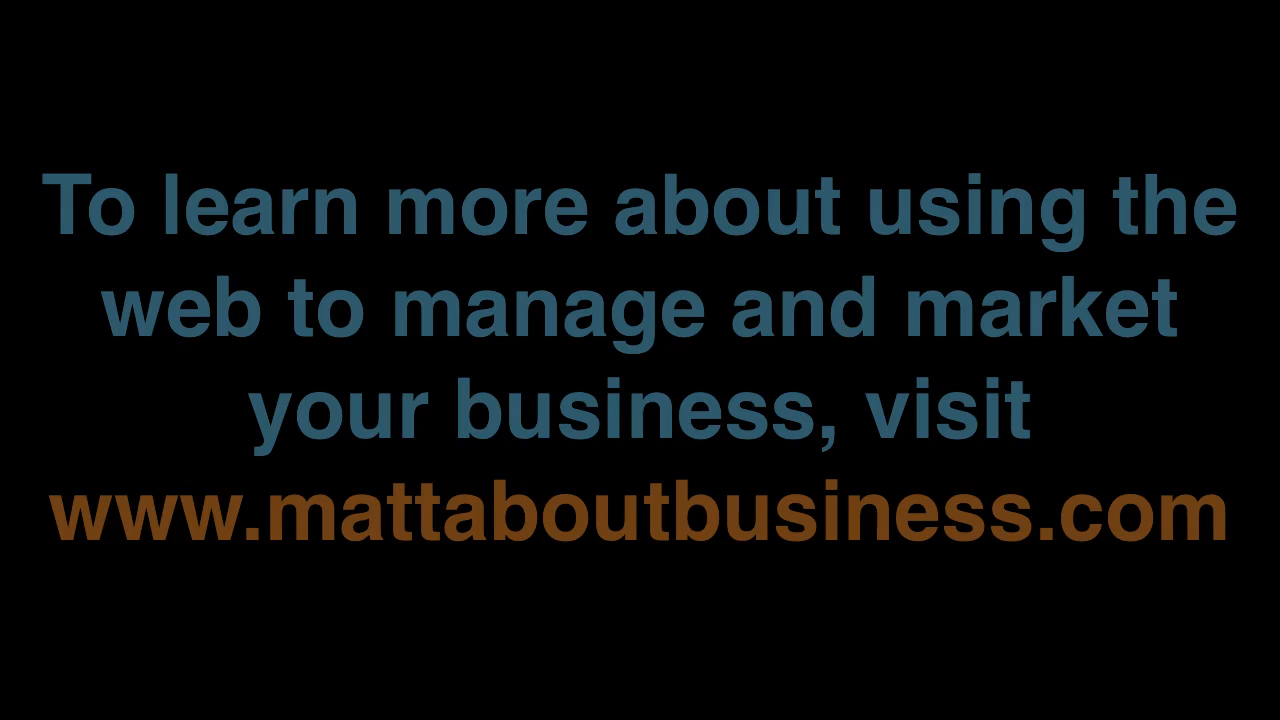 To learn more about using the
web to manage and market
your business, visit
www.mattaboutbusiness.com